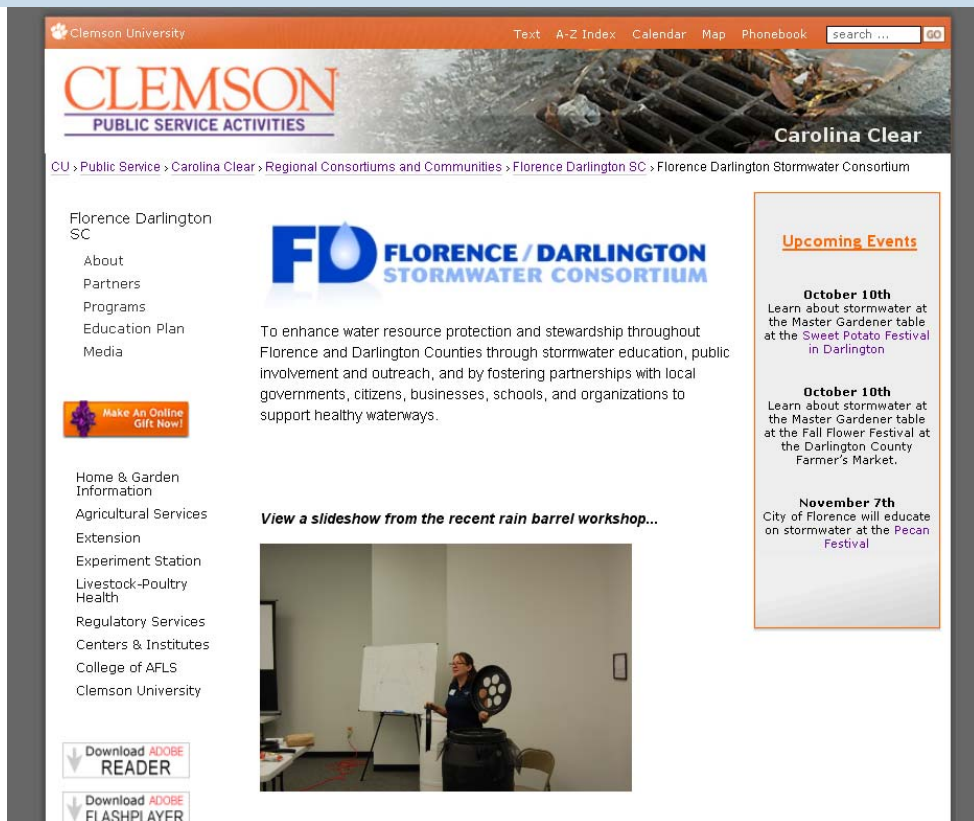 Clemson University
Text A-Z Index Calendar Map Phonebook search ... GO
CLEMSON
PUBLIC SERVICE ACTIVITIES
Carolina Clear
CU › Public Service › Carolina Clear › Regional Consortiums and Communities › Florence Darlington SC › Florence Darlington Stormwater Consortium
Florence Darlington
SC
About
Partners
Programs
Education Plan
Media
Make An Online
Gift Now!
Home & Garden
Information
Agricultural Services
Extension
Experiment Station
Livestock-Poultry
Health
Regulatory Services
Centers & Institutes
College of AFLS
Clemson University
Download ADOBE
READER
Download ADOBE
FLASHPLAYER
FD FLORENCE / DARLINGTON
STORMWATER CONSORTIUM
To enhance water resource protection and stewardship throughout
Florence and Darlington Counties through stormwater education, public
involvement and outreach, and by fostering partnerships with local
governments, citizens, businesses, schools, and organizations to
support healthy waterways.
View a slideshow from the recent rain barrel workshop...
Upcoming Events
October 10th
Learn about stormwater at
the Master Gardener table
at the Sweet Potato Festival
in Darlington
October 10th
Learn about stormwater at
the Master Gardener table
at the Fall Flower Festival at
the Darlington County
Farmer's Market.
November 7th
City of Florence will educate
on stormwater at the Pecan
Festival